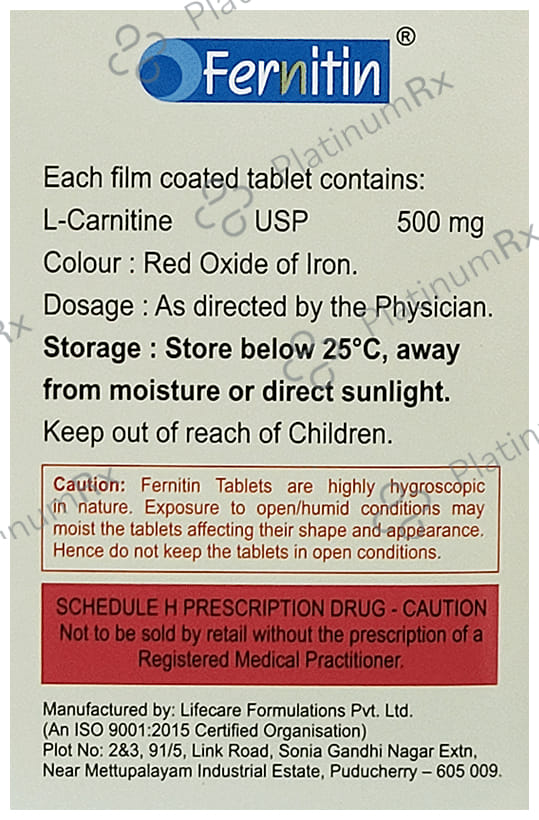 Fernitin ®
Each film coated tablet contains:
L-Carnitine USP 500 mg
Colour : Red Oxide of Iron.
Dosage : As directed by the Physician.
Storage : Store below 25°C, away
from moisture or direct sunlight.
Keep out of reach of Children.
Caution: Fernitin Tablets are highly hygroscopic
in nature. Exposure to open/humid conditions may
moist the tablets affecting their shape and appearance.
Hence do not keep the tablets in open conditions.
SCHEDULE H PRESCRIPTION DRUG - CAUTION
Not to be sold by retail without the prescription of a
Registered Medical Practitioner.
Manufactured by: Lifecare Formulations Pvt. Ltd.
(An ISO 9001:2015 Certified Organisation)
Plot No: 2&3, 91/5, Link Road, Sonia Gandhi Nagar Extn,
Near Mettupalayam Industrial Estate, Puducherry – 605 009.
PlatinumRx
PlatinumRx
Rx
Platin
numRx